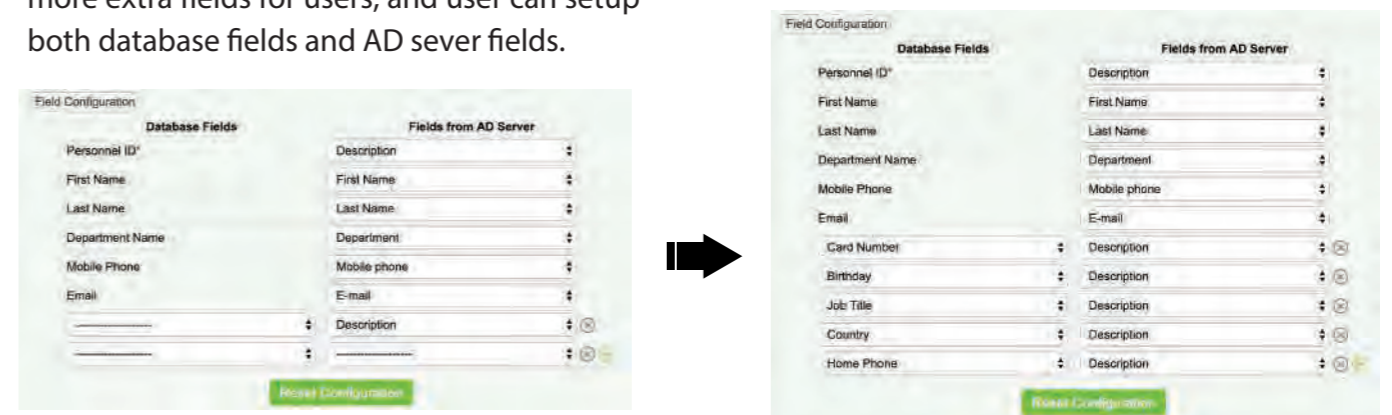 more extra fields for users, and user can setup
both database fields and AD sever fields.
Field Configuration
Database Fields Fields from AD Server
Personnel ID* Description
First Name First Name
Last Name Last Name
Department Name Department
Mobile Phone Mobile phone
Email E-mail
-------------------- Description
-------------------- --------------------
Reset Configuration
Field Configuration
Database Fields Fields from AD Server
Personnel ID* Description
First Name First Name
Last Name Last Name
Department Name Department
Mobile Phone Mobile phone
Email E-mail
Card Number Description
Birthday Description
Job Title Description
Country Description
Home Phone Description
Reset Configuration